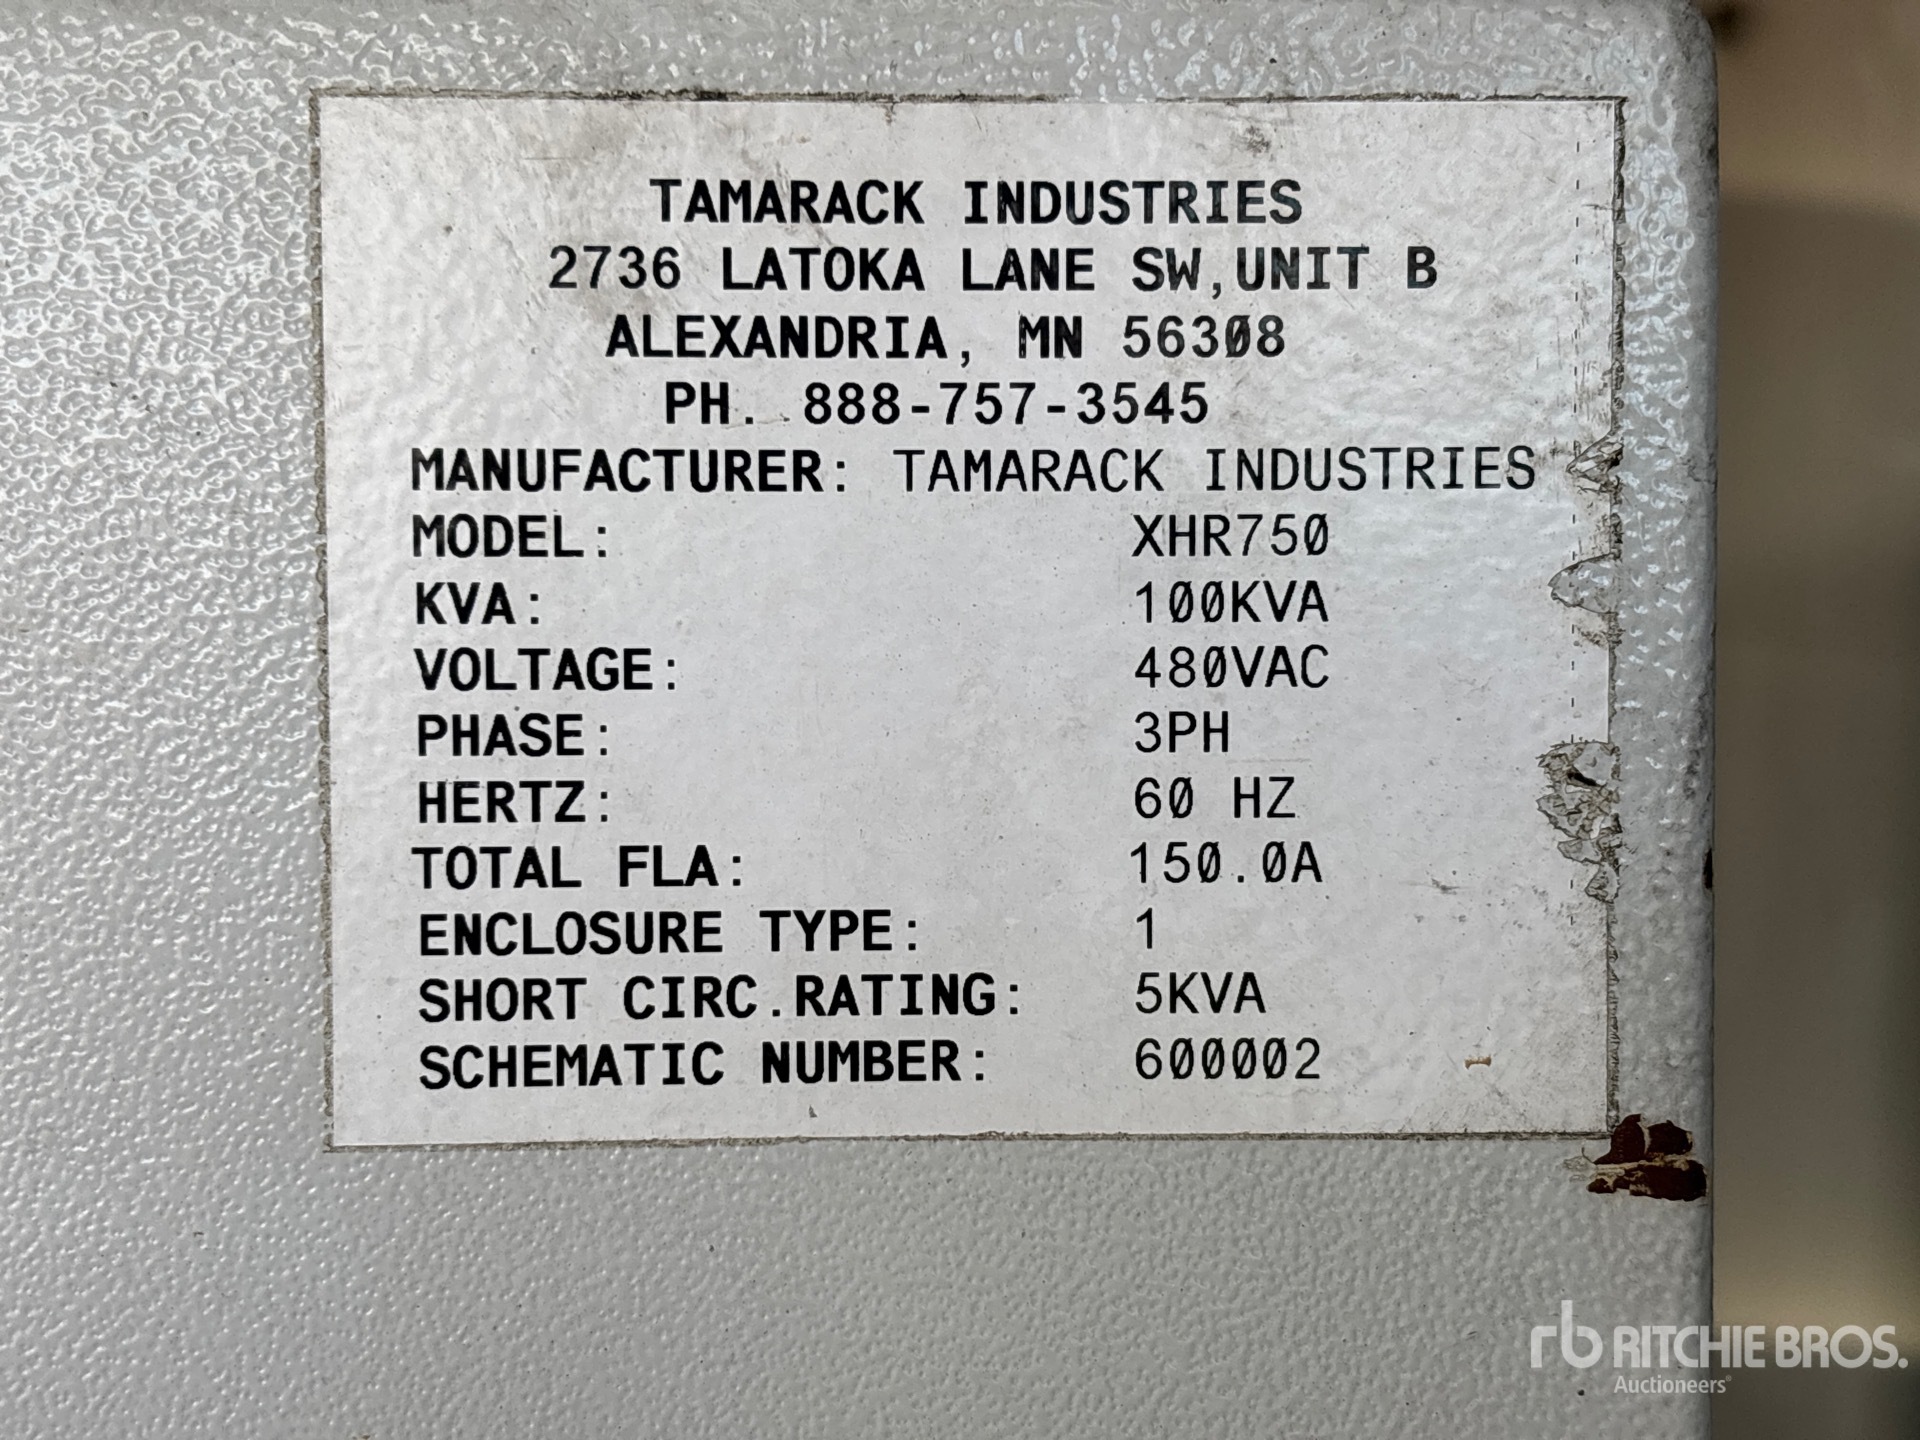 TAMARACK INDUSTRIES
2736 LATOKA LANE SW,UNIT B
ALEXANDRIA, MN 56308
PH. 888-757-3545
MANUFACTURER: TAMARACK INDUSTRIES
MODEL: XHR750
KVA: 100KVA
VOLTAGE: 480VAC
PHASE: 3PH
HERTZ: 60 HZ
TOTAL FLA: 150.0A
ENCLOSURE TYPE: 1
SHORT CIRC.RATING: 5KVA
SCHEMATIC NUMBER: 600002
rb RITCHIE BROS.
Auctioneers®